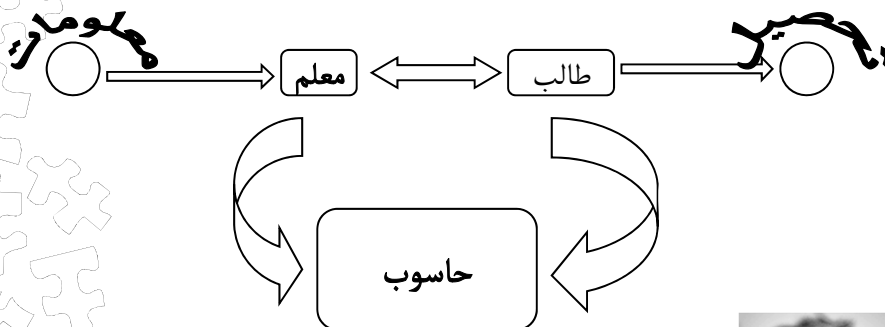 تحصيل
معلومات
طالب
معلم
حاسوب